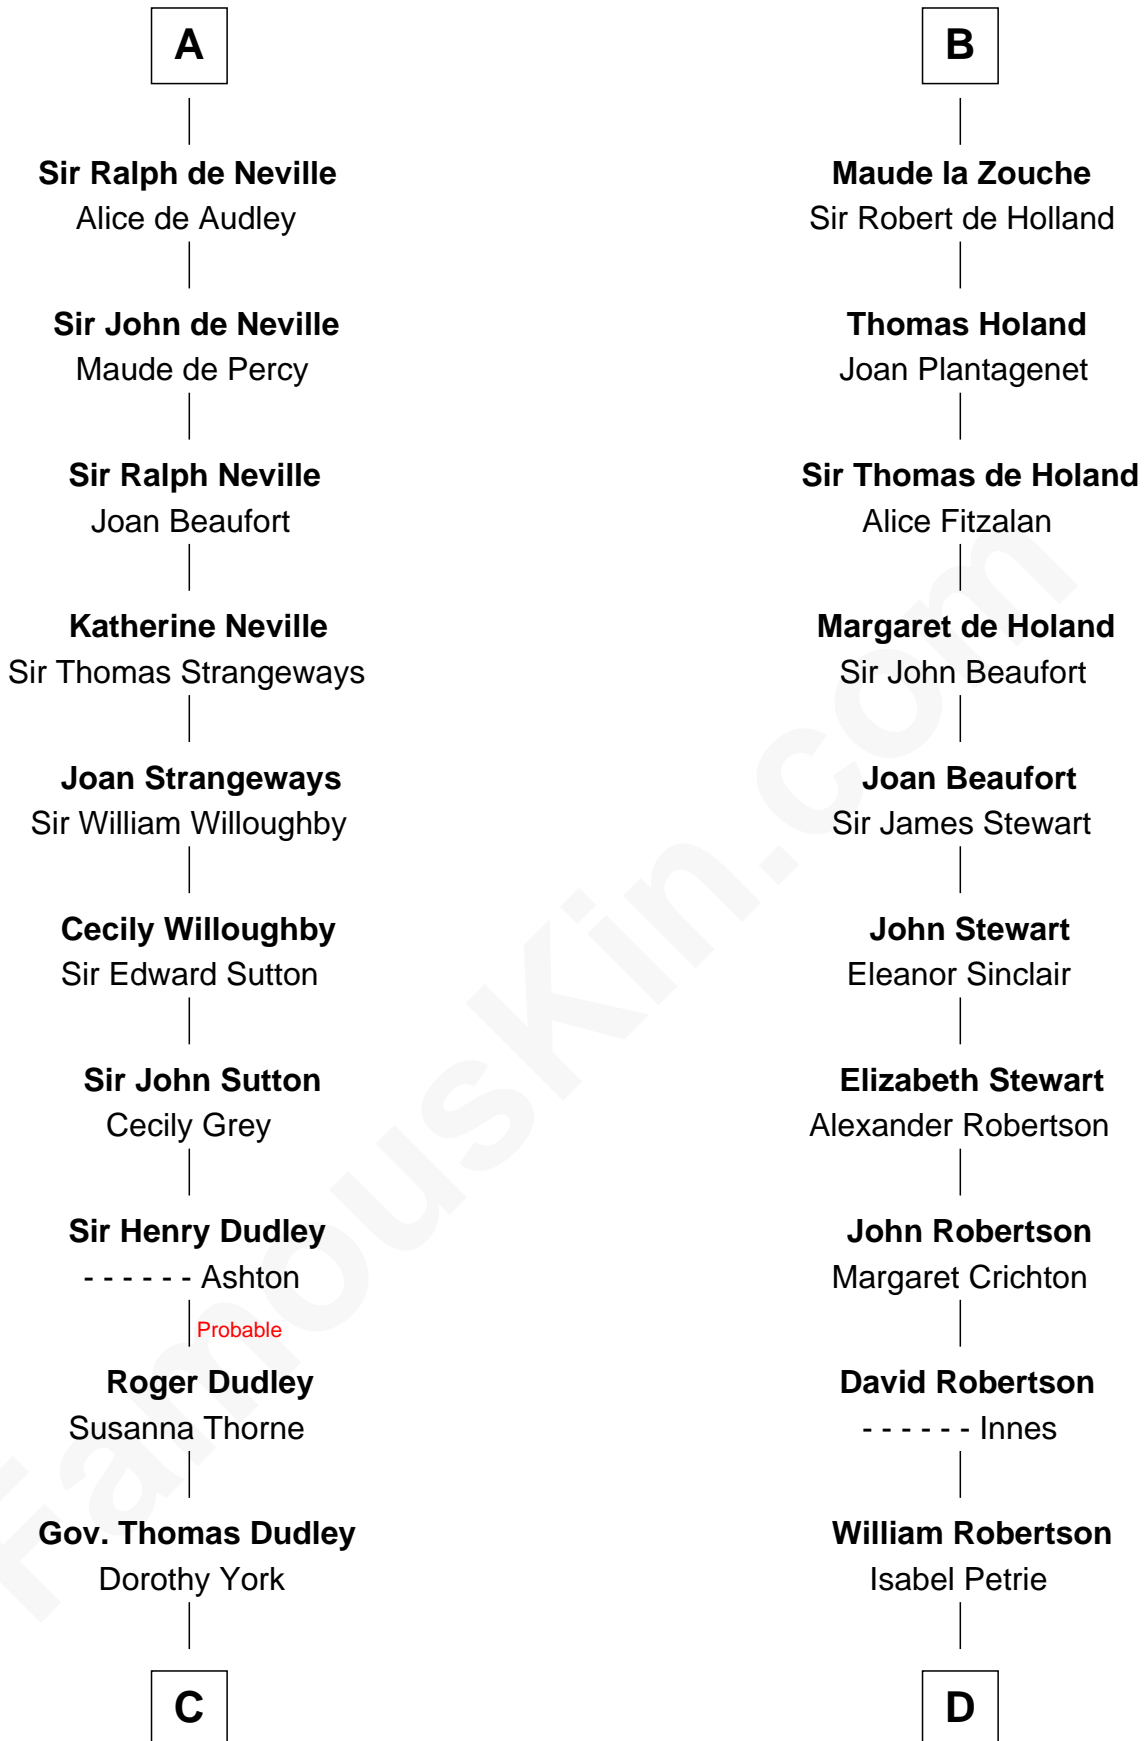 A
Sir Ralph de Neville
Alice de Audley
Sir John de Neville
Maude de Percy
Sir Ralph Neville
Joan Beaufort
Katherine Neville
Sir Thomas Strangeways
Joan Strangeways
Sir William Willoughby
Cecily Willoughby
Sir Edward Sutton
Sir John Sutton
Cecily Grey
Sir Henry Dudley
- - - - - - Ashton
Probable
Roger Dudley
Susanna Thorne
Gov. Thomas Dudley
Dorothy York
C
B
Maude la Zouche
Sir Robert de Holland
Thomas Holand
Joan Plantagenet
Sir Thomas de Holand
Alice Fitzalan
Margaret de Holand
Sir John Beaufort
Joan Beaufort
Sir James Stewart
John Stewart
Eleanor Sinclair
Elizabeth Stewart
Alexander Robertson
John Robertson
Margaret Crichton
David Robertson
- - - - - - Innes
William Robertson
Isabel Petrie
D
FamousKin.com